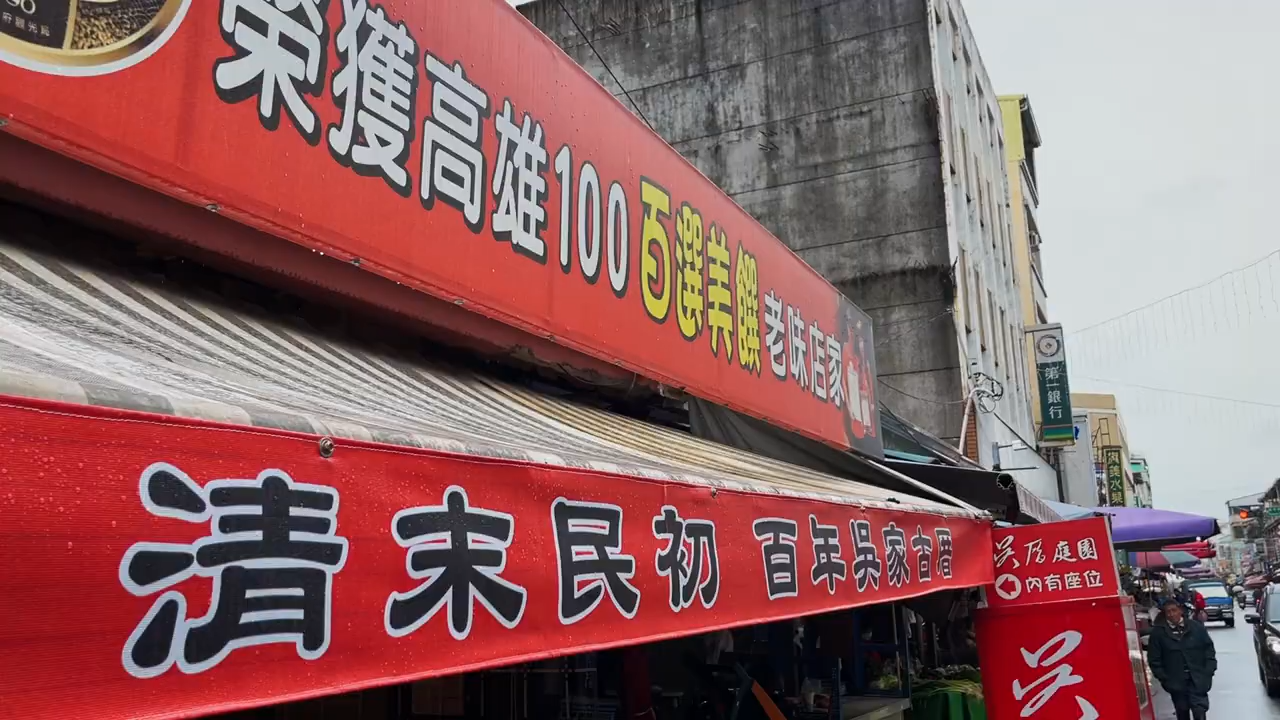 榮獲高雄100百選美饌老味店家
清末民初 百年吳家古厝
第一銀行
吳厝庭園
內有座位
吳